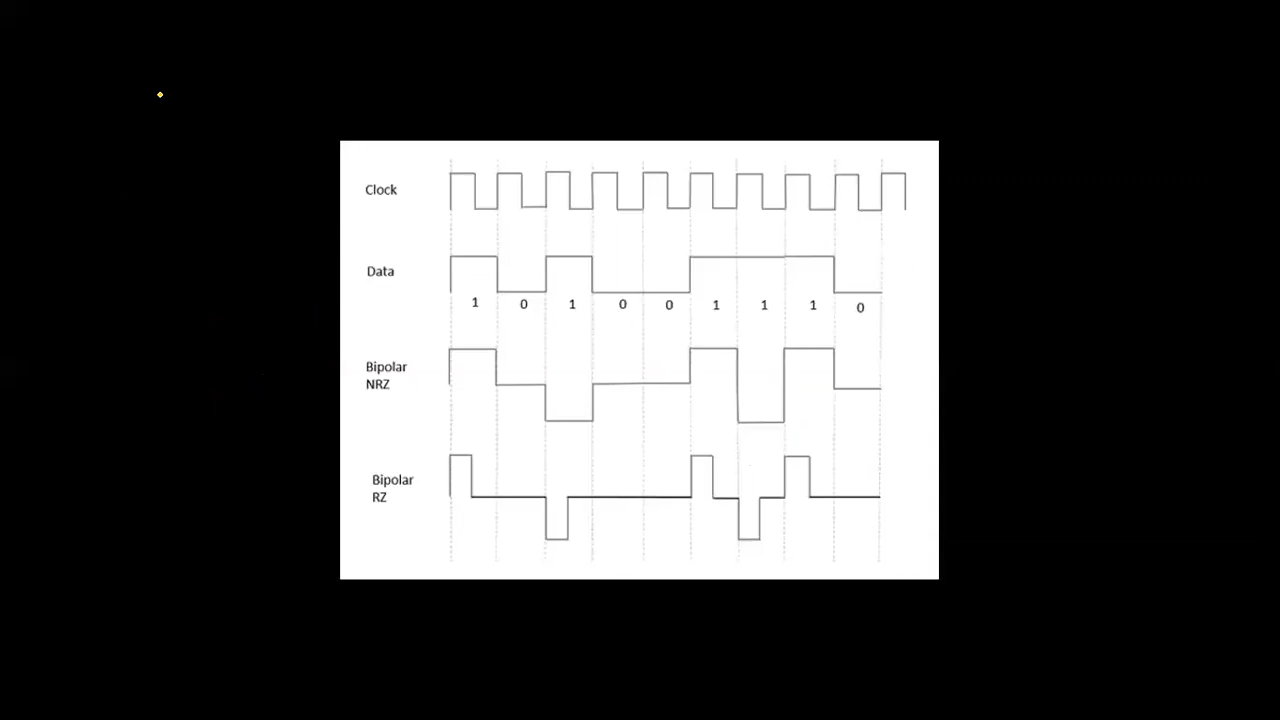 Clock
Data
1 0 1 0 0 1 1 1 0
Bipolar
NRZ
Bipolar
RZ